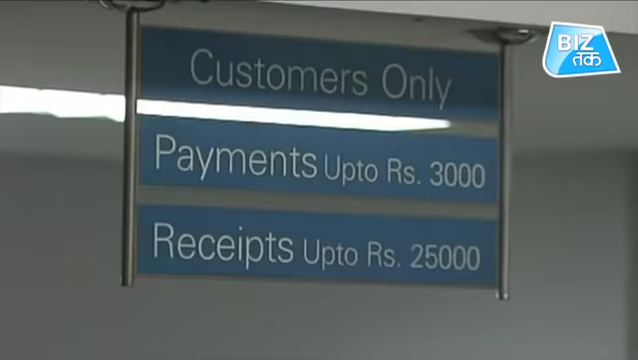 BIZ
तक
Customers Only
Payments Upto Rs. 3000
Receipts Upto Rs. 25000